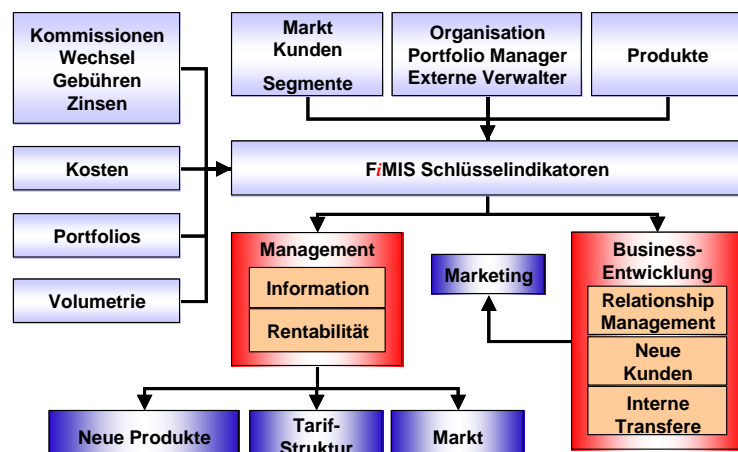 Kommissionen
Wechsel
Gebühren
Zinsen
Markt
Kunden
Segmente
Organisation
Portfolio Manager
Externe Verwalter
Produkte
Kosten
FiMIS Schlüsselindikatoren
Portfolios
Volumetrie
Management
Information
Rentabilität
Marketing
Business-
Entwicklung
Relationship
Management
Neue
Kunden
Interne
Transfere
Neue Produkte
Tarif-
Struktur
Markt